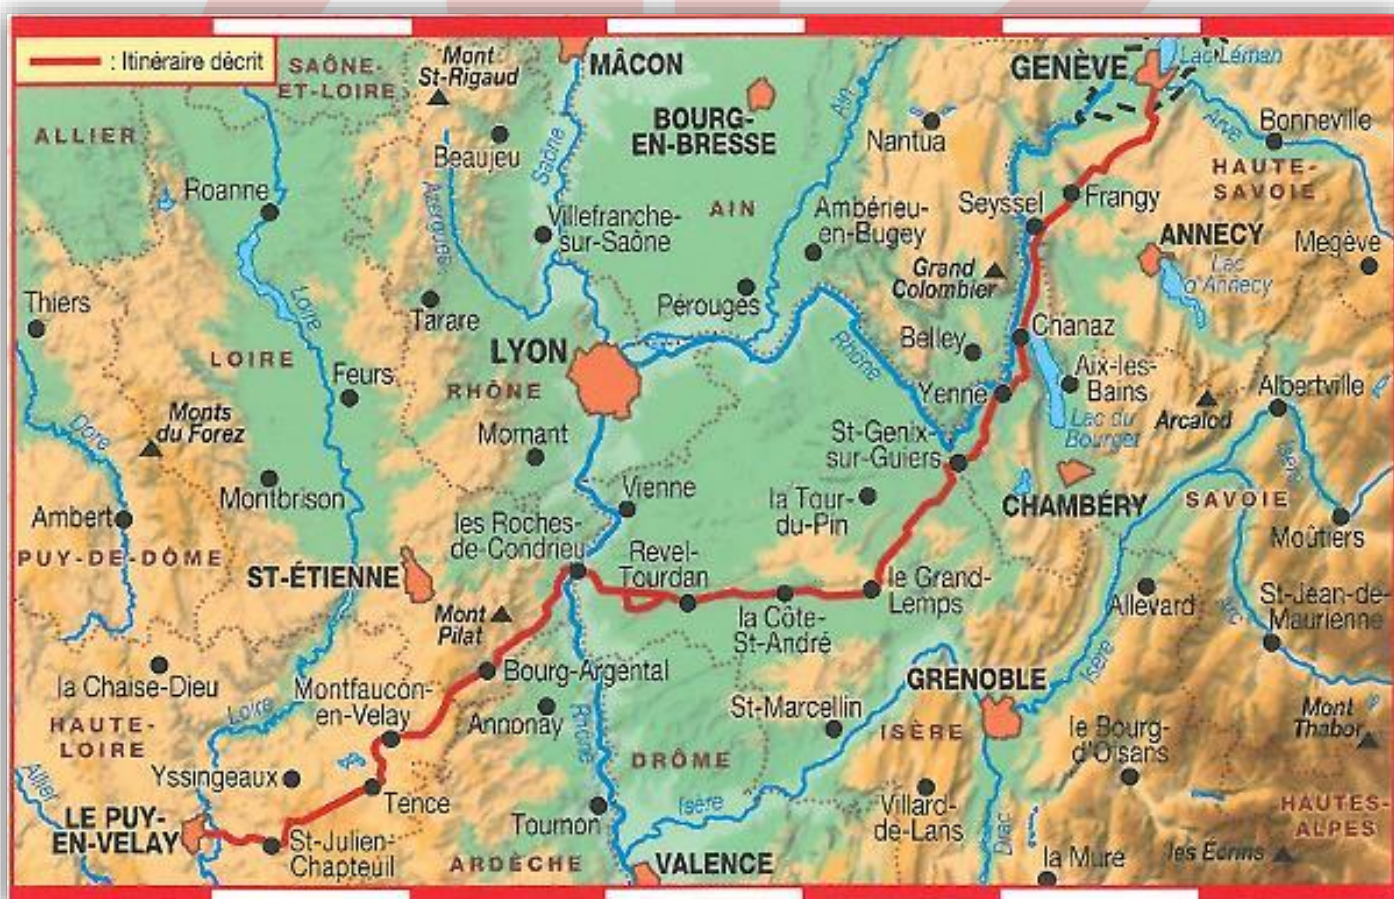 : Itinéraire décrit
SAÔNE-
ET-LOIRE
Mont
St-Rigaud
MÂCON
GENÈVE
Lac Léman
ALLIER
Beaujeu
Saône
BOURG-
EN-BRESSE
Ain
Nantua
Arve
Bonneville
HAUTE-
SAVOIE
Roanne
Azergues
Villefranche-
sur-Saône
AIN
Ambérieu-
en-Bugey
Seyssel
Frangy
ANNECY
Megève
Lac
d'Annecy
Grand
Colombier
Thiers
Loire
Tarare
Pérouges
Rhône
Belley
Chanaz
LOIRE
Feurs
LYON
RHÔNE
Yenne
Aix-les-
Bains
Lac du
Bourget
Arcalod
Albertville
Monts
du Forez
Dore
Mornant
St-Genix-
sur-Guiers
Isère
Montbrison
Vienne
la Tour-
du-Pin
CHAMBÉRY
SAVOIE
Moûtiers
Ambert
PUY-DE-DÔME
les Roches-
de-Condrieu
Revel-
Tourdan
ST-ÉTIENNE
le Grand-
Lemps
Allevard
Arc
St-Jean-de-
Maurienne
Mont
Pilat
la Côte-
St-André
Isère
la Chaise-Dieu
Bourg-Argental
GRENOBLE
Montfaucon-
en-Velay
Loire
Annonay
Rhône
St-Marcellin
ISÈRE
le Bourg-
d'Oisans
Mont
Thabor
HAUTE-
LOIRE
DRÔME
Yssingeaux
Allier
Tence
Tournon
Isère
Villard-
de-Lans
Drac
HAUTES-
ALPES
LE PUY-
EN-VELAY
St-Julien-
Chapteuil
ARDÈCHE
VALENCE
la Mure
les Écrins